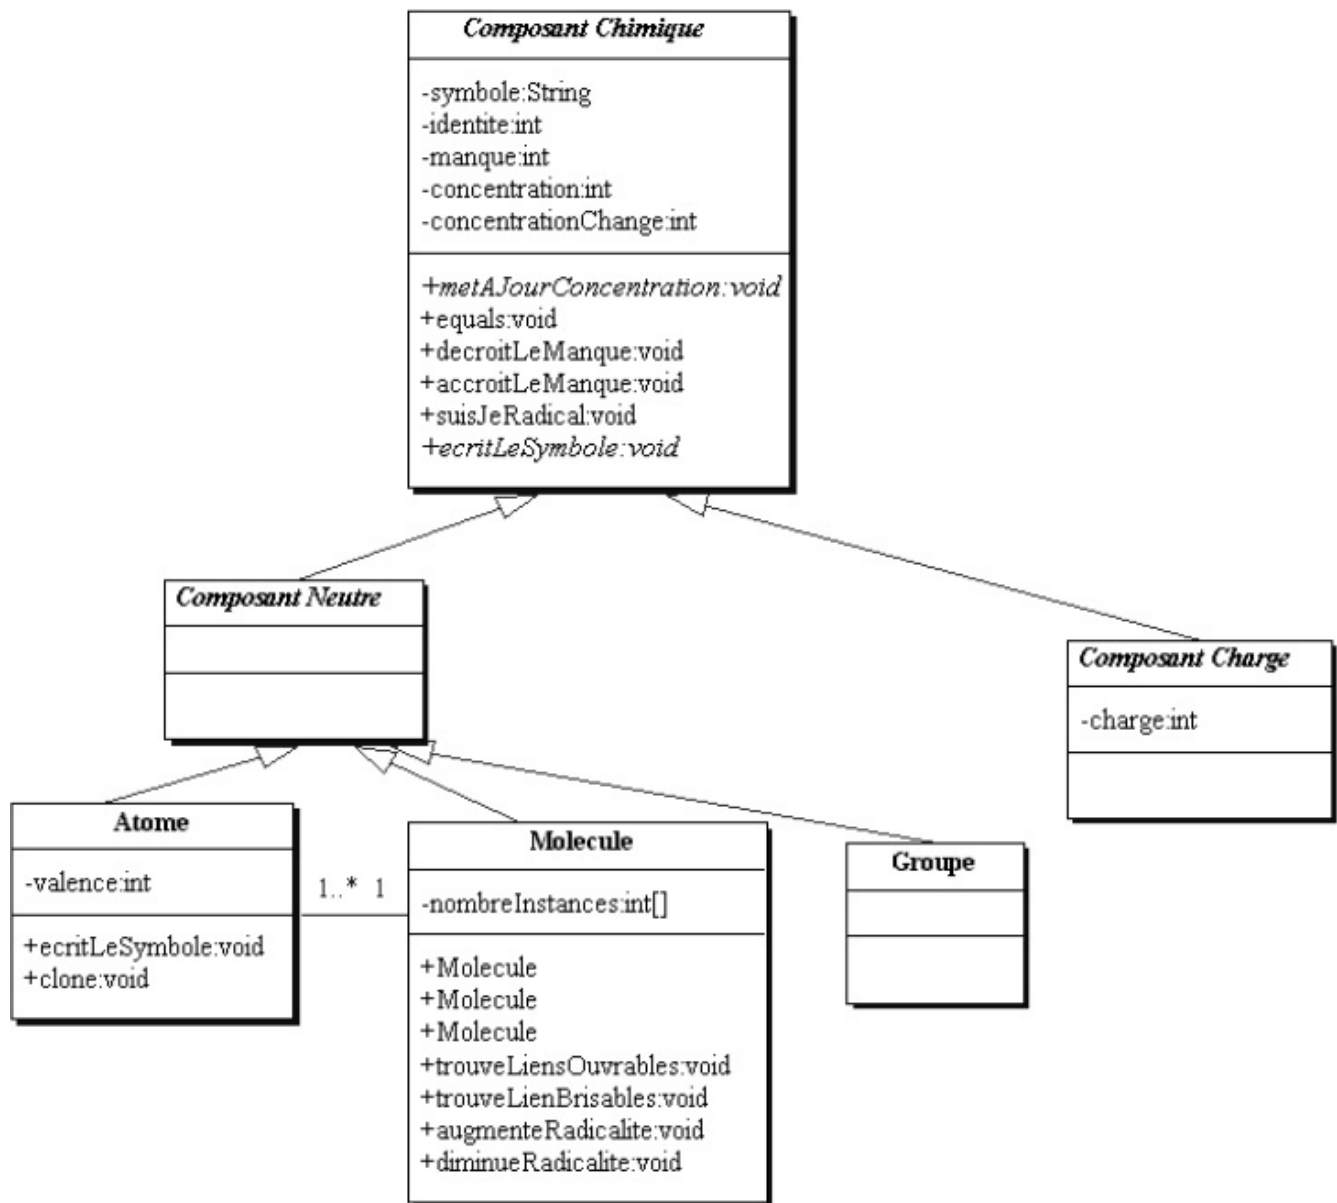 Composant Chimique
-symbole:String
-identite:int
-manque:int
-concentration:int
-concentrationChange:int
+metAJourConcentration:void
+equals:void
+decroitLeManque:void
+accroitLeManque:void
+suisJeRadical:void
+ecritLeSymbole:void
Composant Neutre
Composant Charge
-charge:int
Atome
-valence:int
+ecritLeSymbole:void
+clone:void
1..* 1
Molecule
-nombreInstances:int[]
+Molecule
+Molecule
+Molecule
+trouveLiensOuvrables:void
+trouveLienBrisables:void
+augmenteRadicalite:void
+diminueRadicalite:void
Groupe